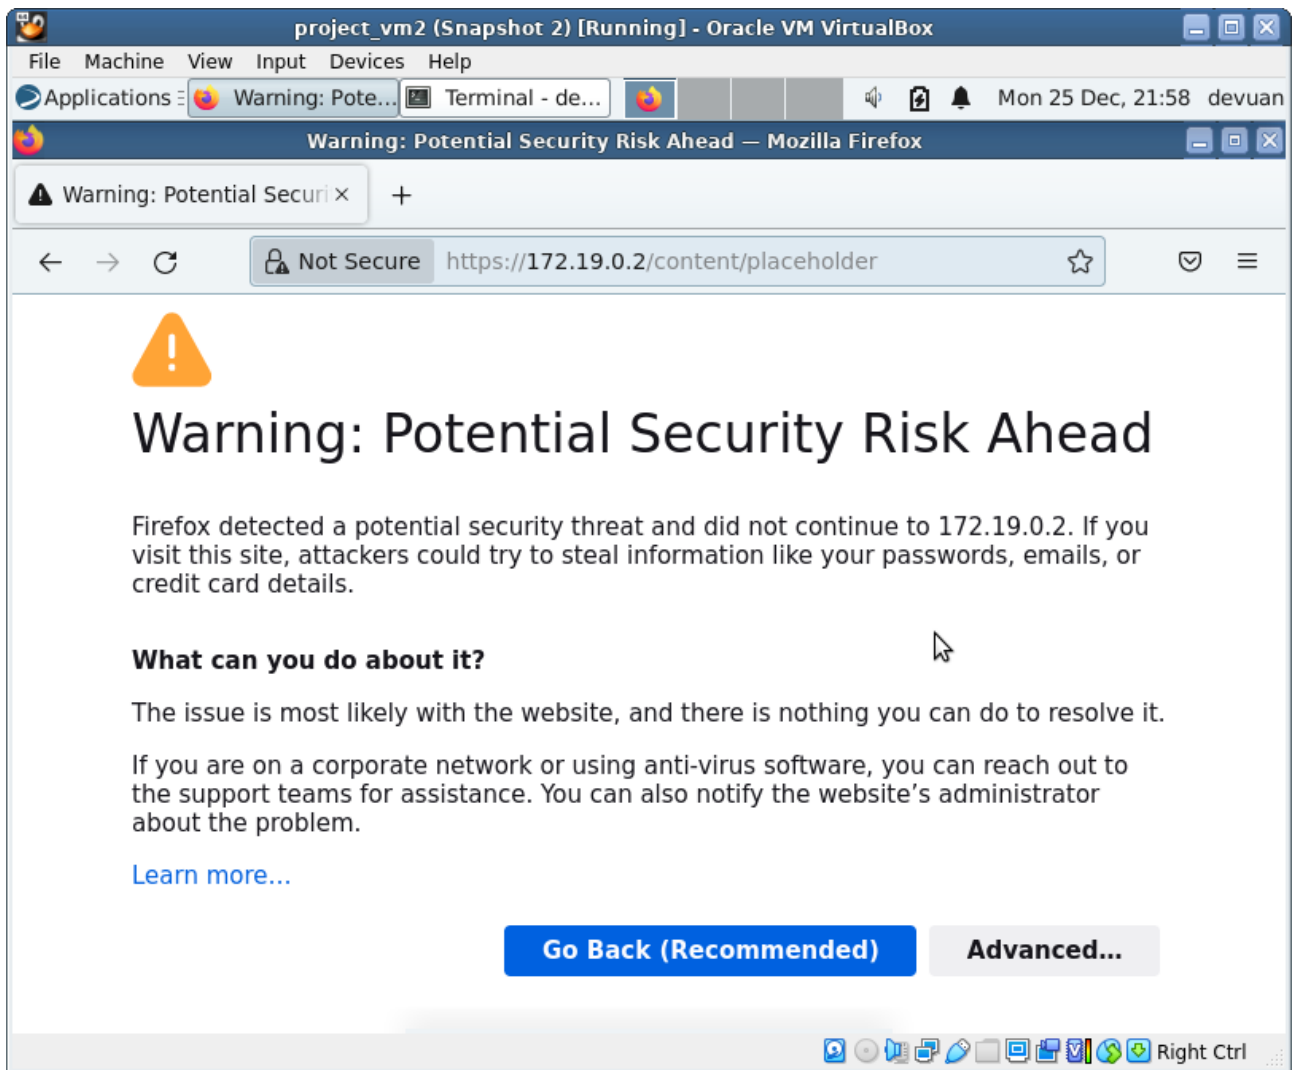 project_vm2 (Snapshot 2) [Running] - Oracle VM VirtualBox
File Machine View Input Devices Help
Applications Warning: Pote... Terminal - de... Mon 25 Dec, 21:58 devuan
Warning: Potential Security Risk Ahead — Mozilla Firefox
Warning: Potential Securi
Not Secure https://172.19.0.2/content/placeholder
Warning: Potential Security Risk Ahead
Firefox detected a potential security threat and did not continue to 172.19.0.2. If you
visit this site, attackers could try to steal information like your passwords, emails, or
credit card details.
What can you do about it?
The issue is most likely with the website, and there is nothing you can do to resolve it.
If you are on a corporate network or using anti-virus software, you can reach out to
the support teams for assistance. You can also notify the website’s administrator
about the problem.
Learn more…
Go Back (Recommended) Advanced…
Right Ctrl